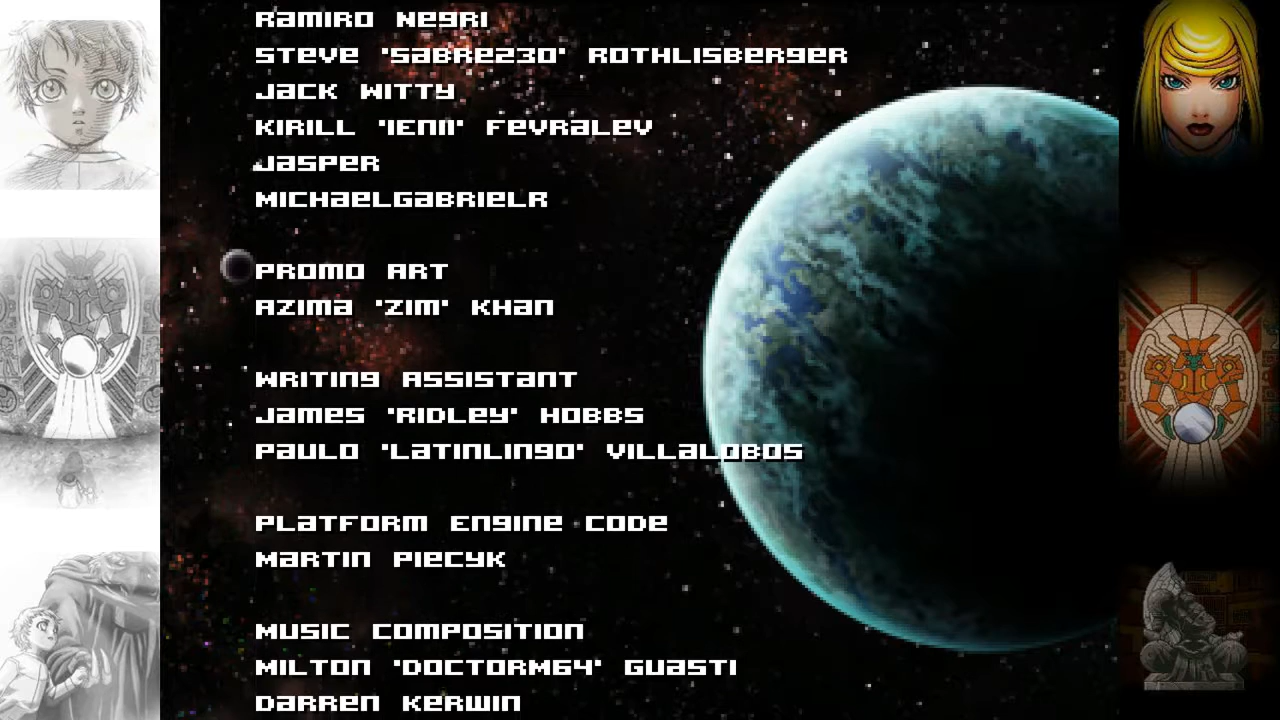 RAMIRO NEGRI
STEVE 'SABRE230' ROTHLISBERGER
JACK WITTY
KIRILL 'IENII' FEVRALEV
JASPER
MICHAELGABRIELR
PROMO ART
AZIMA 'ZIM' KHAN
WRITING ASSISTANT
JAMES 'RIDLEY' HOBBS
PAULO 'LATINLINGO' VILLALOBOS
PLATFORM ENGINE CODE
MARTIN PIECYK
MUSIC COMPOSITION
MILTON 'DOCTORM64' GUASTI
DARREN KERWIN